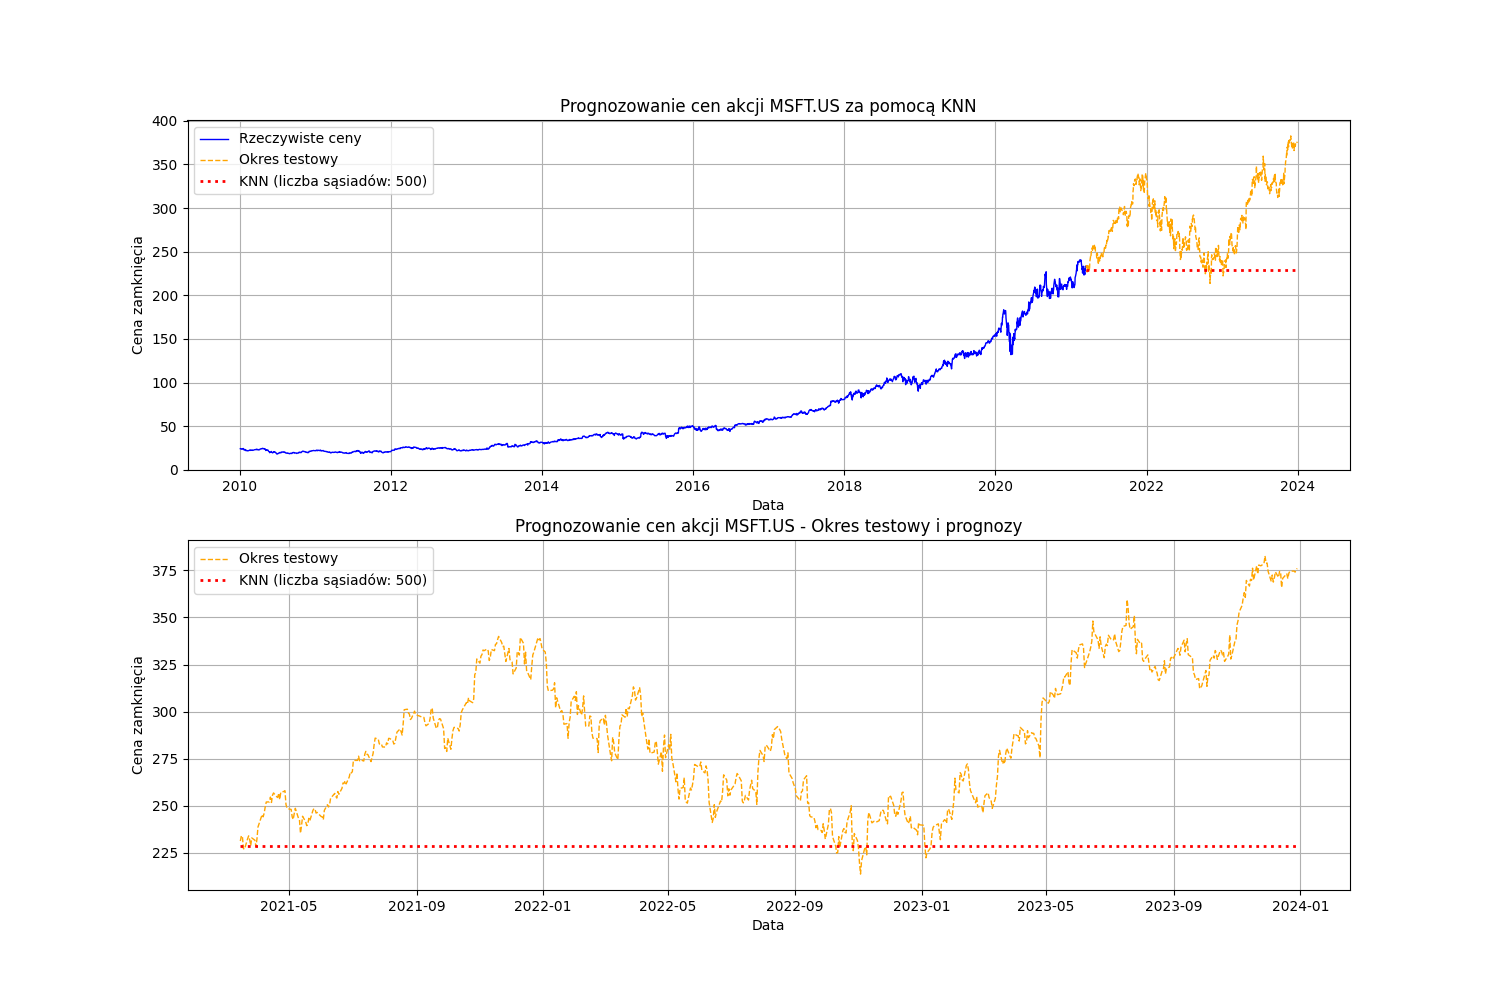 Prognozowanie cen akcji MSFT.US za pomocą KNN
Rzeczywiste ceny
Okres testowy
KNN (liczba sąsiadów: 500)
Cena zamknięcia
400
350
300
250
200
150
100
50
0
2010 2012 2014 2016 2018 2020 2022 2024
Data
Prognozowanie cen akcji MSFT.US - Okres testowy i prognozy
Okres testowy
KNN (liczba sąsiadów: 500)
Cena zamknięcia
375
350
325
300
275
250
225
2021-05 2021-09 2022-01 2022-05 2022-09 2023-01 2023-05 2023-09 2024-01
Data